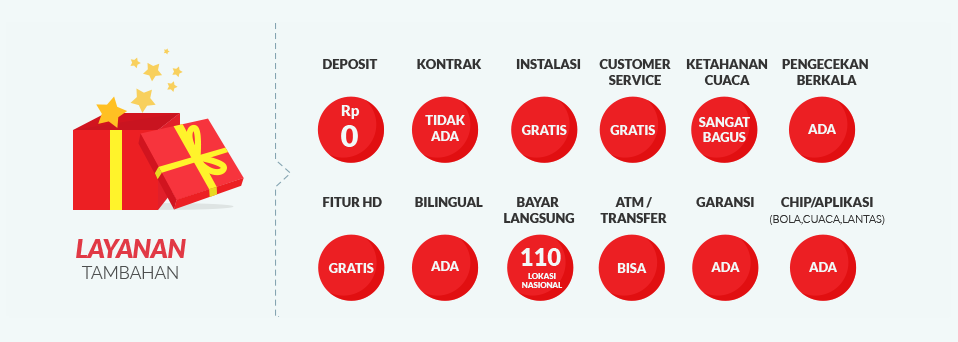 LAYANAN
TAMBAHAN
DEPOSIT
Rp
0
KONTRAK
TIDAK
ADA
INSTALASI
GRATIS
CUSTOMER
SERVICE
GRATIS
KETAHANAN
CUACA
SANGAT
BAGUS
PENGECEKAN
BERKALA
ADA
FITUR HD
GRATIS
BILINGUAL
ADA
BAYAR
LANGSUNG
110
LOKASI
NASIONAL
ATM /
TRANSFER
BISA
GARANSI
ADA
CHIP/APLIKASI
(BOLA,CUACA,LANTAS)
ADA